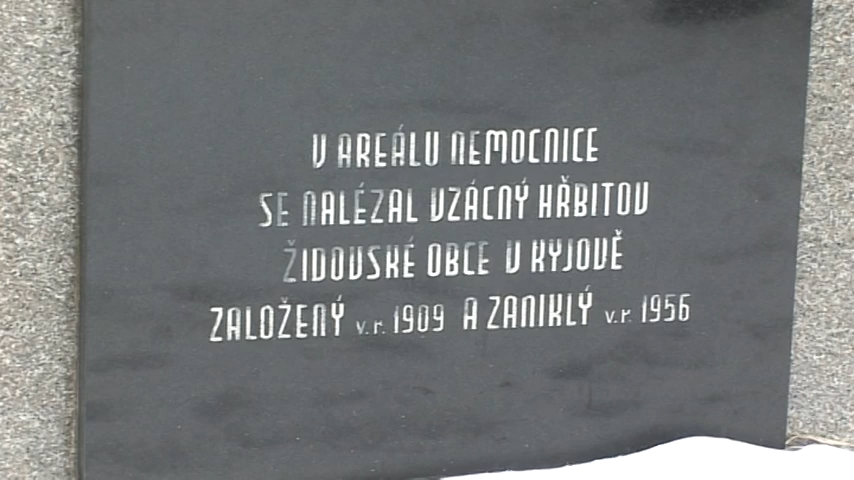 V AREÁLU NEMOCNICE
SE NALÉZAL VZÁCNÝ HŘBITOV
ŽIDOVSKÉ OBCE V KYJOVĚ
ZALOŽENÝ v.r. 1909 A ZANIKLÝ v.r. 1956